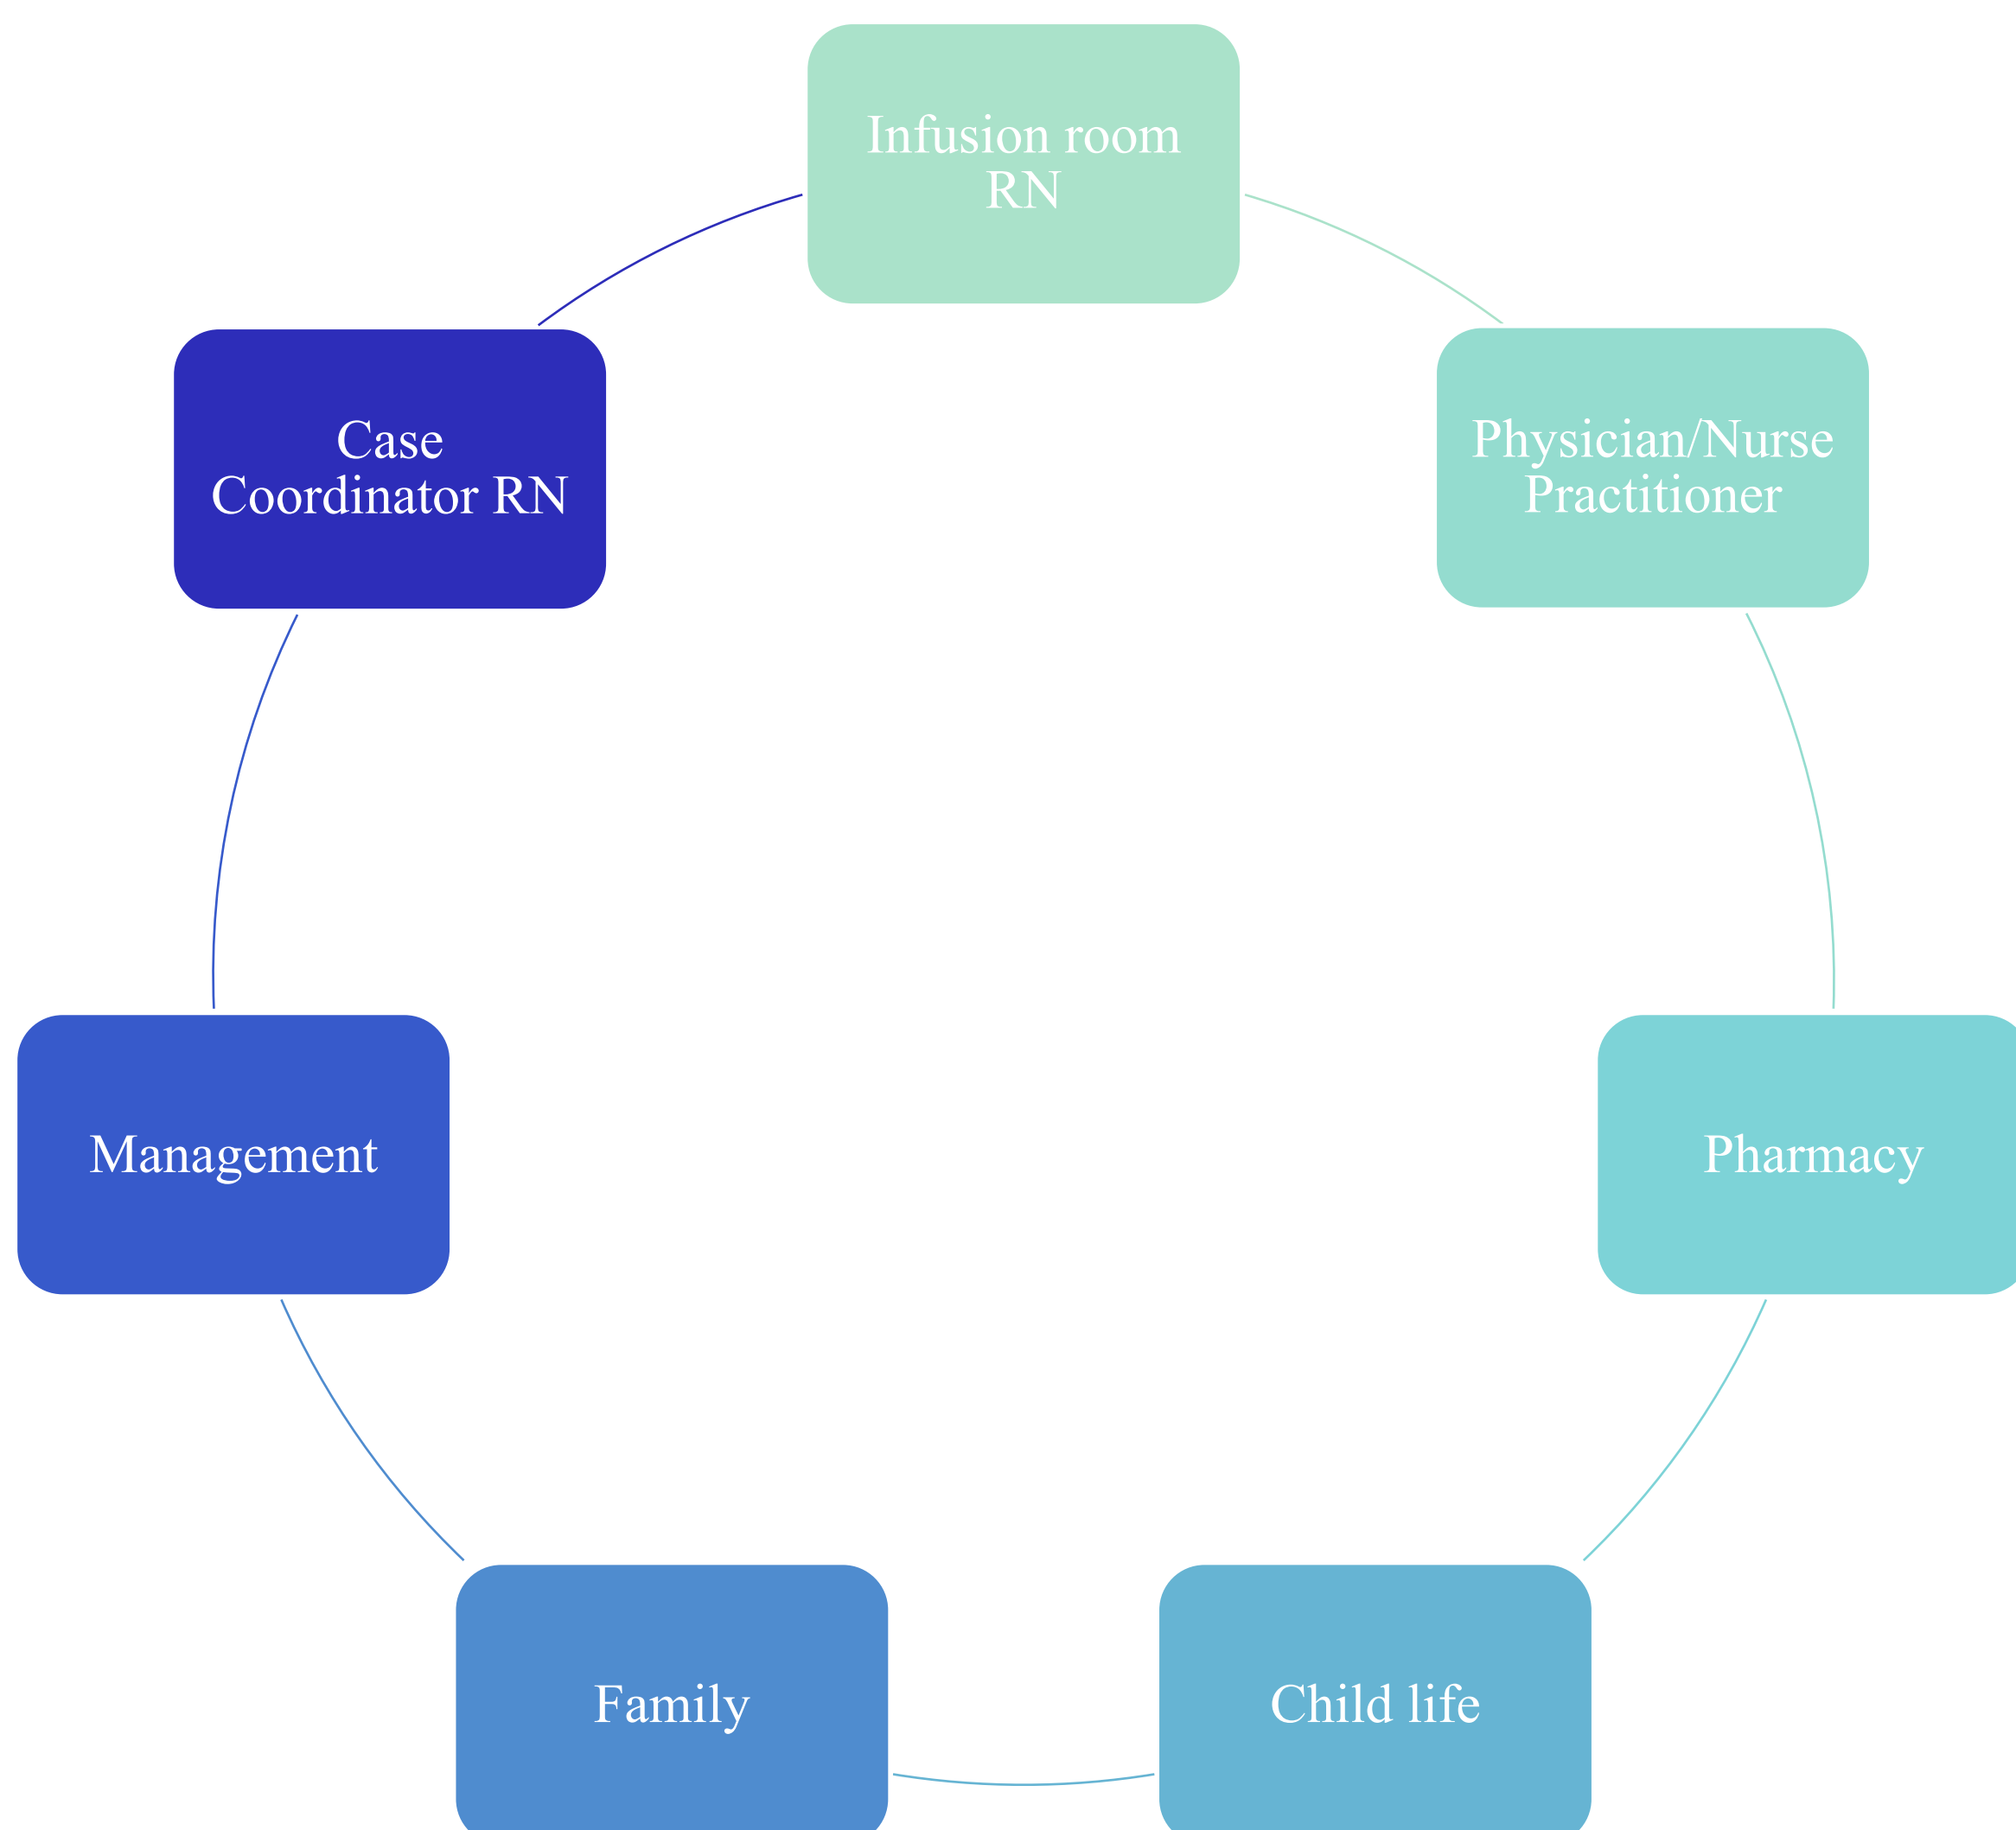 Infusion room
RN
Physician/Nurse
Practitioner
Pharmacy
Child life
Family
Management
Case
Coordinator RN